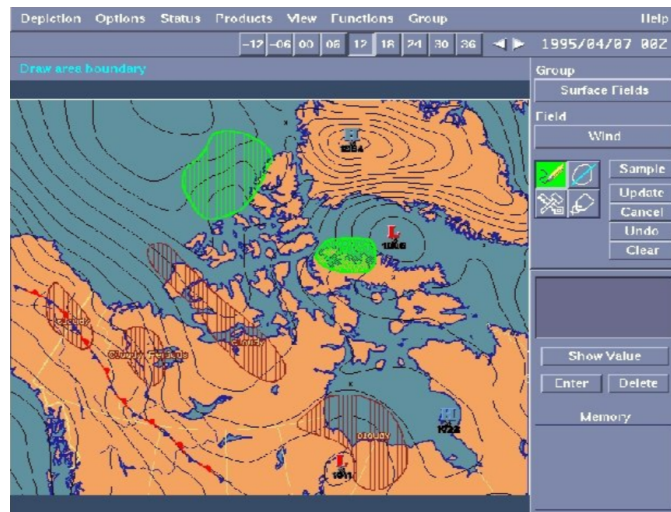 Depiction Options Status Products View Functions Group Help
-12 -06 00 06 12 18 24 30 36 1995/04/07 00Z
Draw area boundary
Group
Surface Fields
Field
Wind
Sample
Update
Cancel
Undo
Clear
H
L
cloudy
Show Value
Enter Delete
H
Memory
L